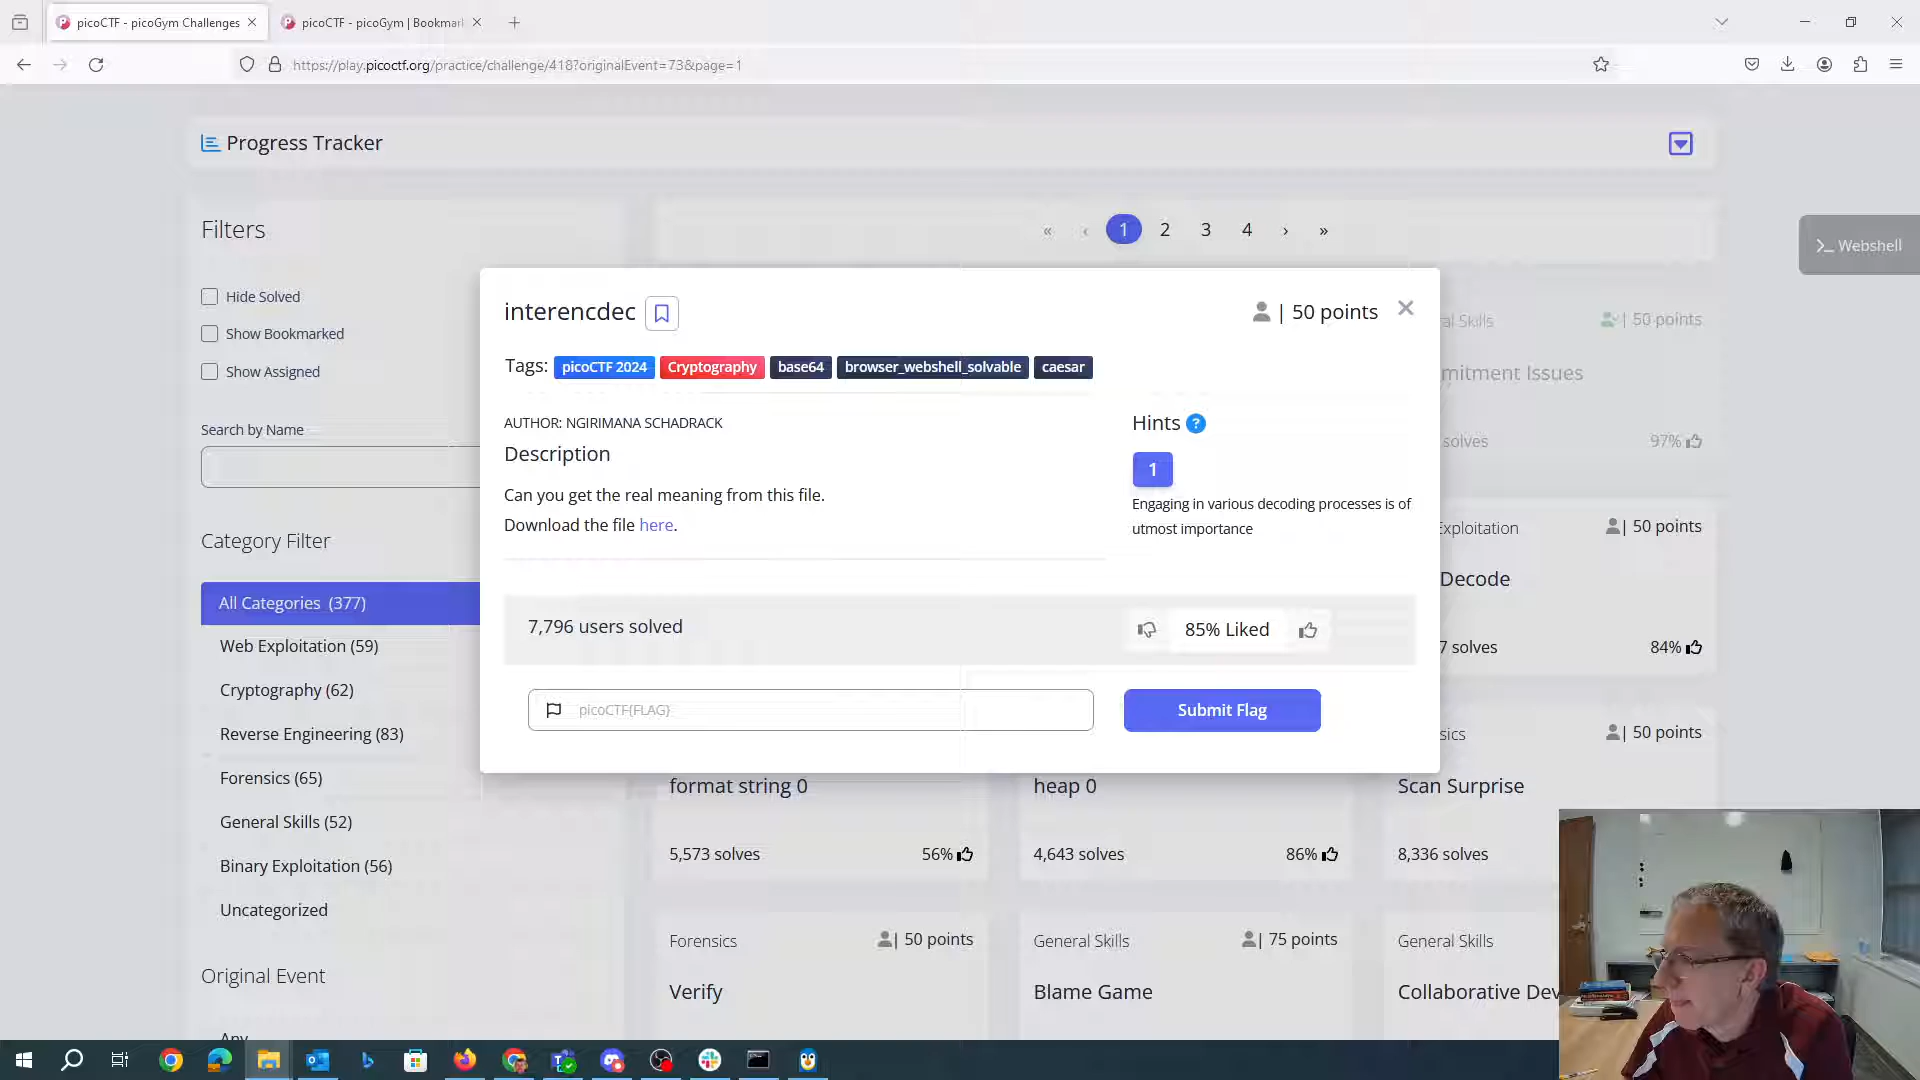 picoCTF - picoGym Challenges
picoCTF - picoGym | Bookmar
https://play.picoctf.org/practice/challenge/418?originalEvent=73&page=1
Progress Tracker
Filters
« ‹ 1 2 3 4 › »
Webshell
Hide Solved
Show Bookmarked
Show Assigned
Search by Name
Category Filter
All Categories (377)
Web Exploitation (59)
Cryptography (62)
Reverse Engineering (83)
Forensics (65)
General Skills (52)
Binary Exploitation (56)
Uncategorized
Original Event
Any
interencdec
| 50 points
Tags: picoCTF 2024 Cryptography base64 browser_webshell_solvable caesar
AUTHOR: NGIRIMANA SCHADRACK
Description
Can you get the real meaning from this file.
Download the file here.
Hints ?
1
Engaging in various decoding processes is of
utmost importance
7,796 users solved
85% Liked
picoCTF{FLAG}
Submit Flag
al Skills
| 50 points
mitment Issues
solves
97%
Exploitation
| 50 points
Decode
7 solves
84%
sics
| 50 points
format string 0
5,573 solves
56%
heap 0
4,643 solves
86%
Scan Surprise
8,336 solves
Forensics
| 50 points
Verify
General Skills
| 75 points
Blame Game
General Skills
Collaborative Dev